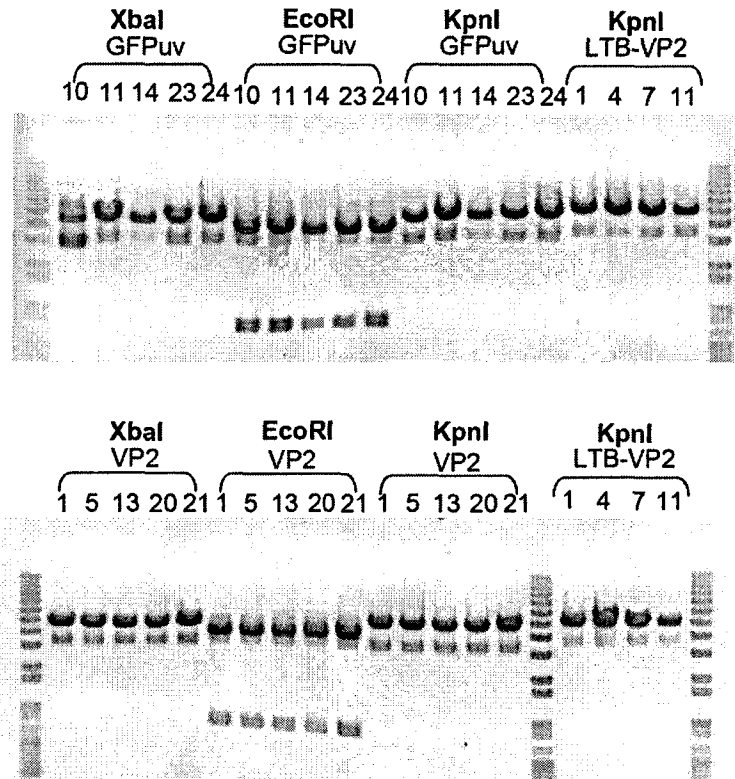 XbaI EcoRI KpnI KpnI
GFPuv GFPuv GFPuv LTB-VP2
10 11 14 23 24 10 11 14 23 24 10 11 14 23 24 1 4 7 11
XbaI EcoRI KpnI KpnI
VP2 VP2 VP2 LTB-VP2
1 5 13 20 21 1 5 13 20 21 1 5 13 20 21 1 4 7 11